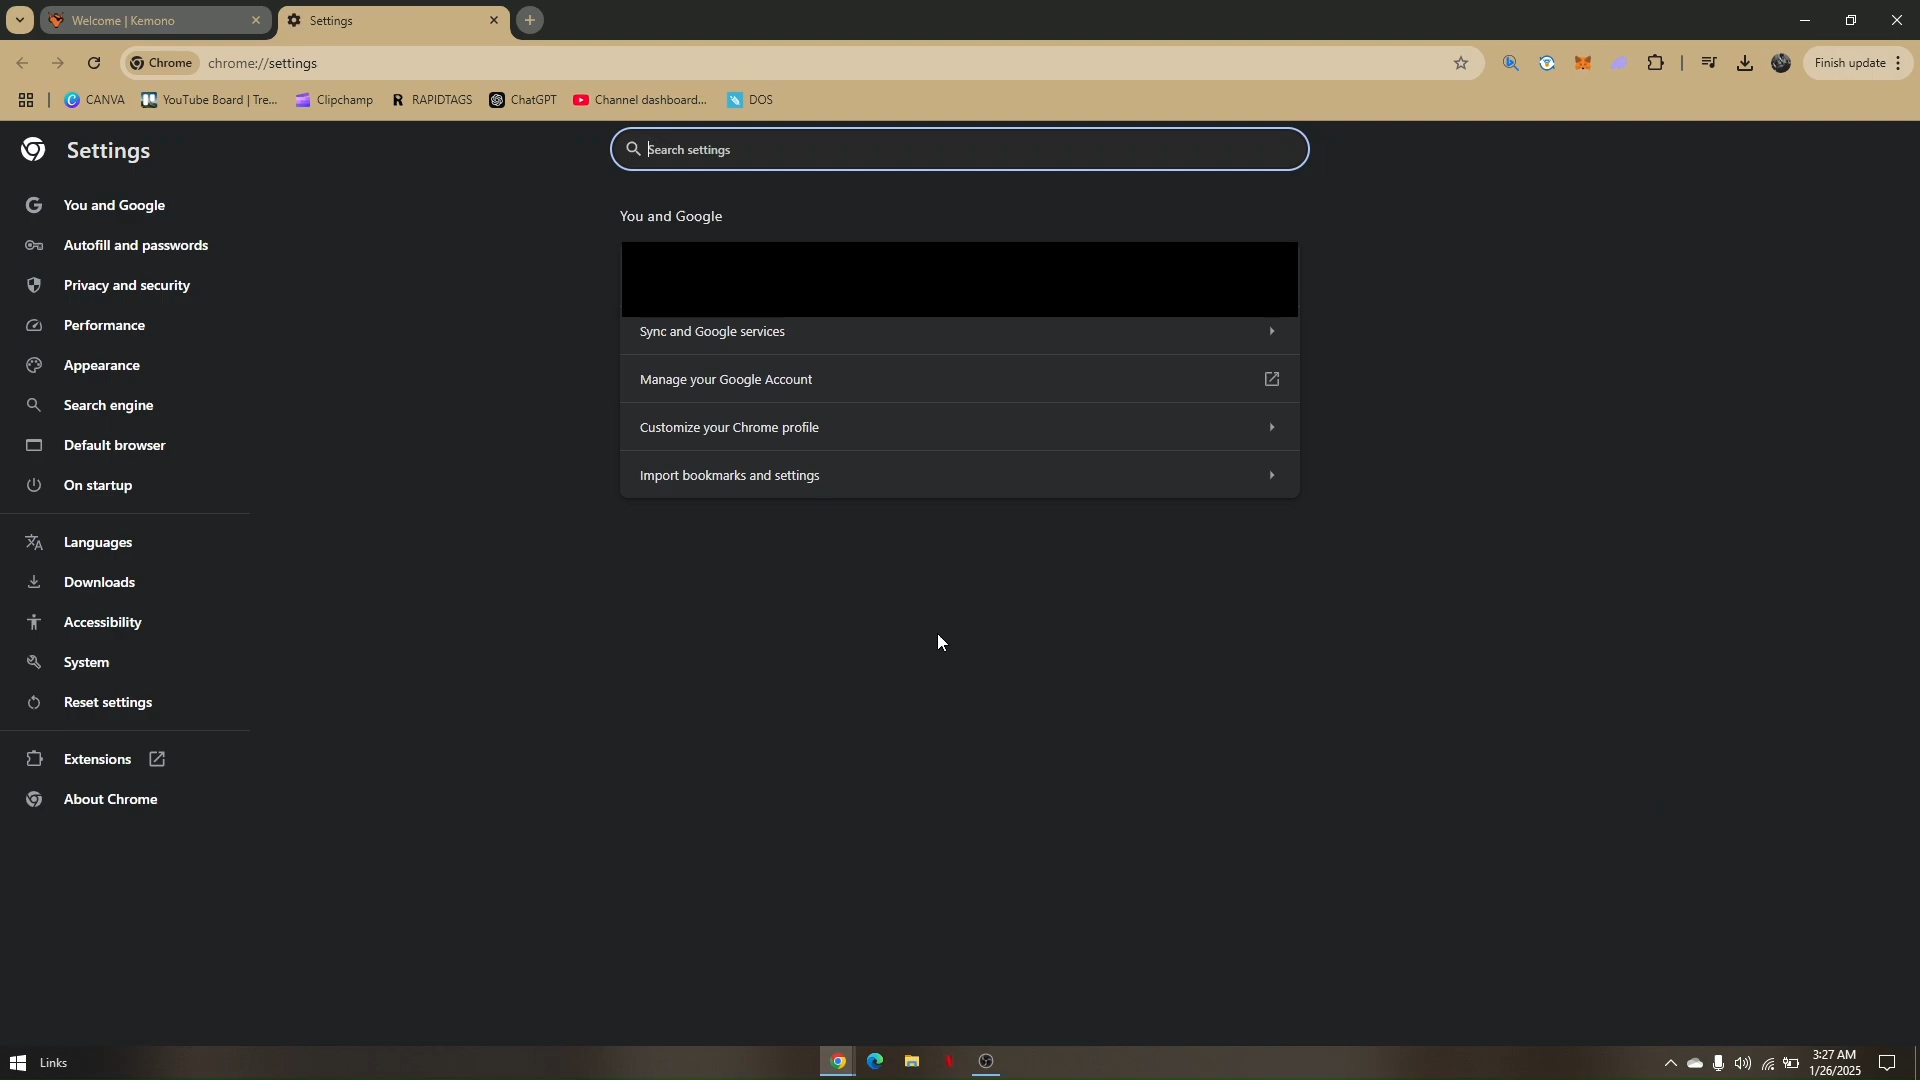 Welcome | Kemono
Settings
Chrome
chrome://settings
Finish update
CANVA
YouTube Board | Tre...
Clipchamp
RAPIDTAGS
ChatGPT
Channel dashboard...
DOS
Settings
Search settings
You and Google
Autofill and passwords
Privacy and security
Performance
Appearance
Search engine
Default browser
On startup
Languages
Downloads
Accessibility
System
Reset settings
Extensions
About Chrome
You and Google
Sync and Google services
Manage your Google Account
Customize your Chrome profile
Import bookmarks and settings
Links
3:27 AM
1/26/2025